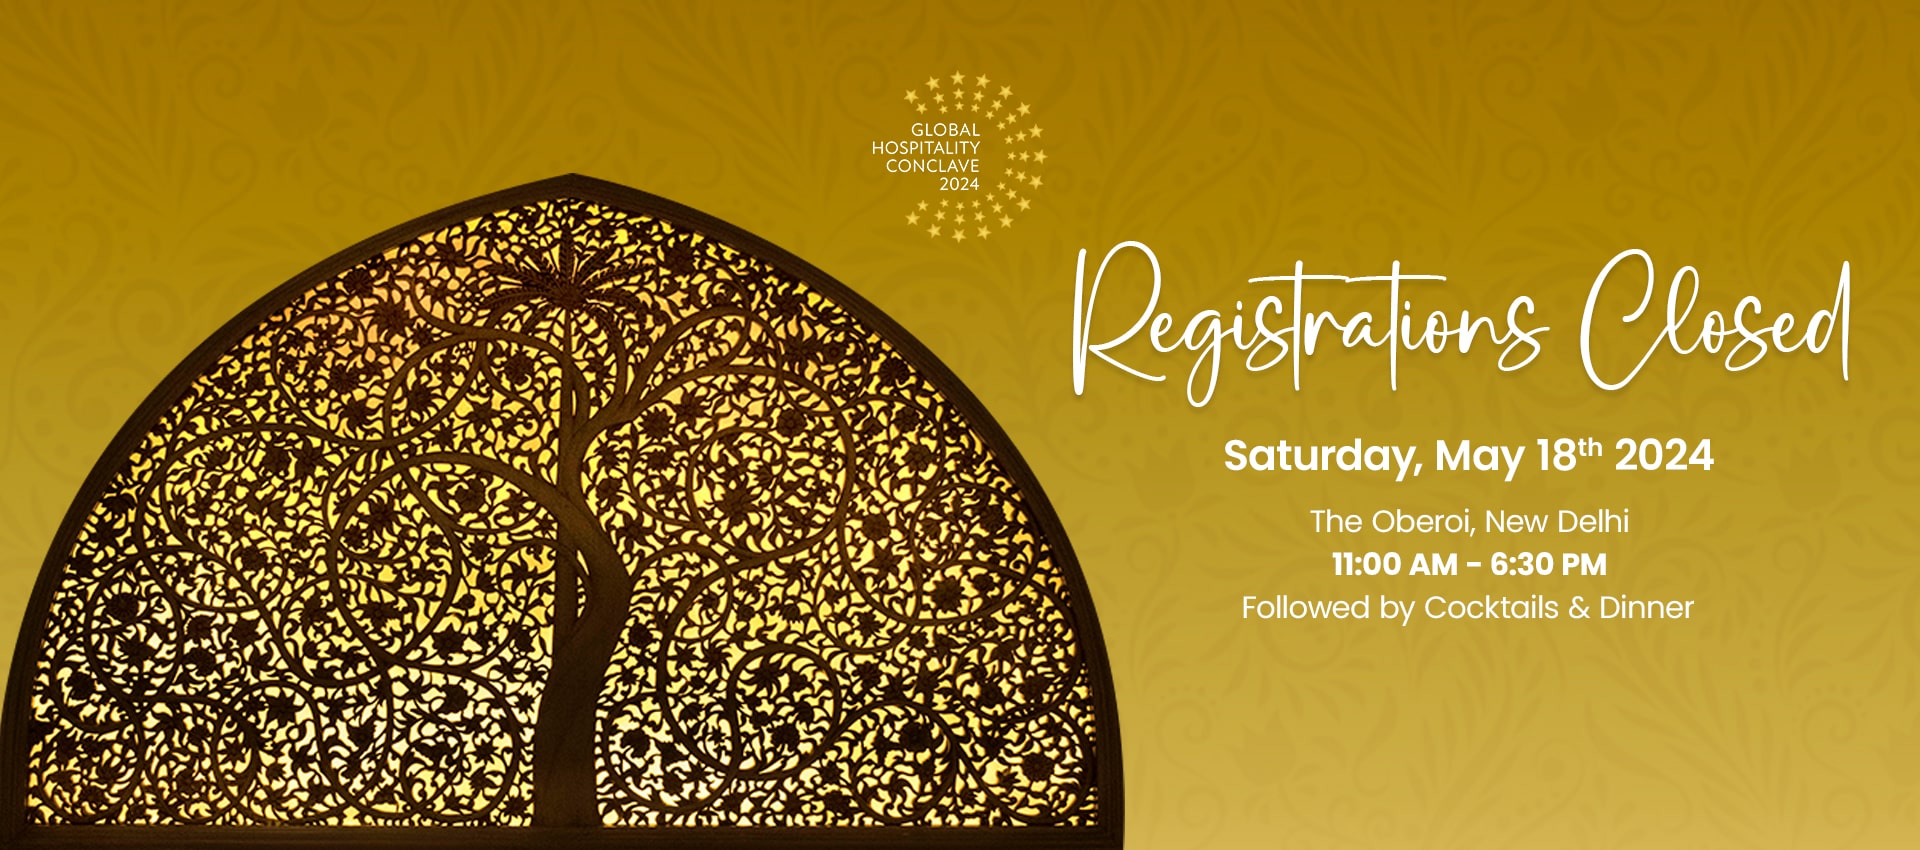 GLOBAL
HOSPITALITY
CONCLAVE
2024
Registrations Closed
Saturday, May 18th 2024
The Oberoi, New Delhi
11:00 AM - 6:30 PM
Followed by Cocktails & Dinner